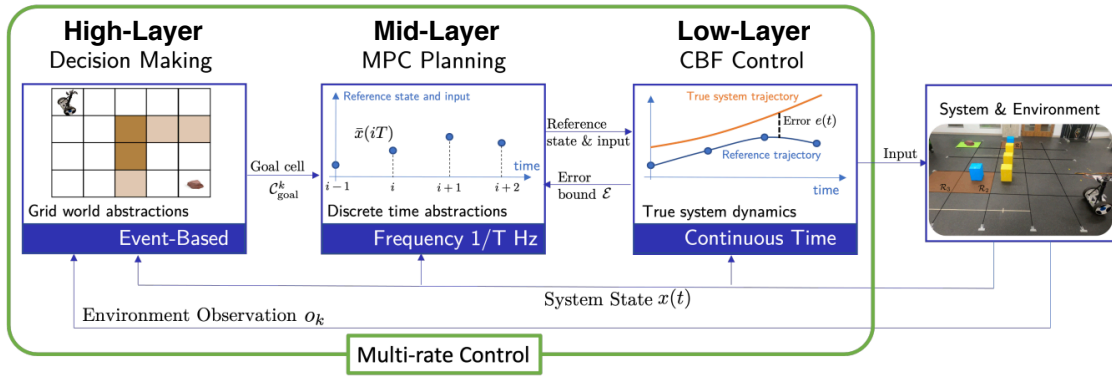 High-Layer
Decision Making
Grid world abstractions
Event-Based
Goal cell
𝒞ᵏ_goal
Mid-Layer
MPC Planning
Reference state and input
x̄(iT)
time
i − 1
i
i + 1
i + 2
Discrete time abstractions
Frequency 1/T Hz
Reference
state & input
Error
bound ℰ
Low-Layer
CBF Control
True system trajectory
Error e(t)
Reference trajectory
time
True system dynamics
Continuous Time
Input
System & Environment
System State x(t)
Environment Observation oₖ
Multi-rate Control